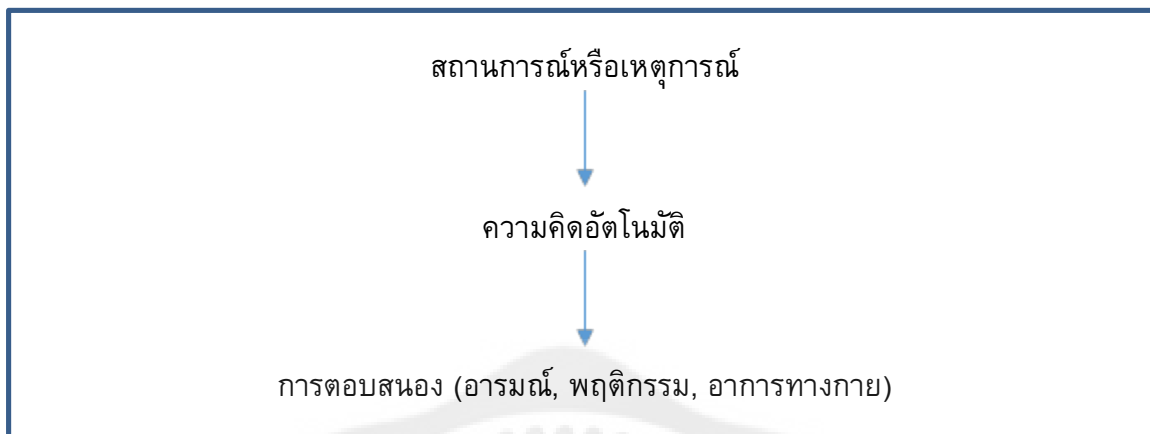 สถานการณ์หรือเหตุการณ์
ความคิดอัตโนมัติ
การตอบสนอง (อารมณ์, พฤติกรรม, อาการทางกาย)